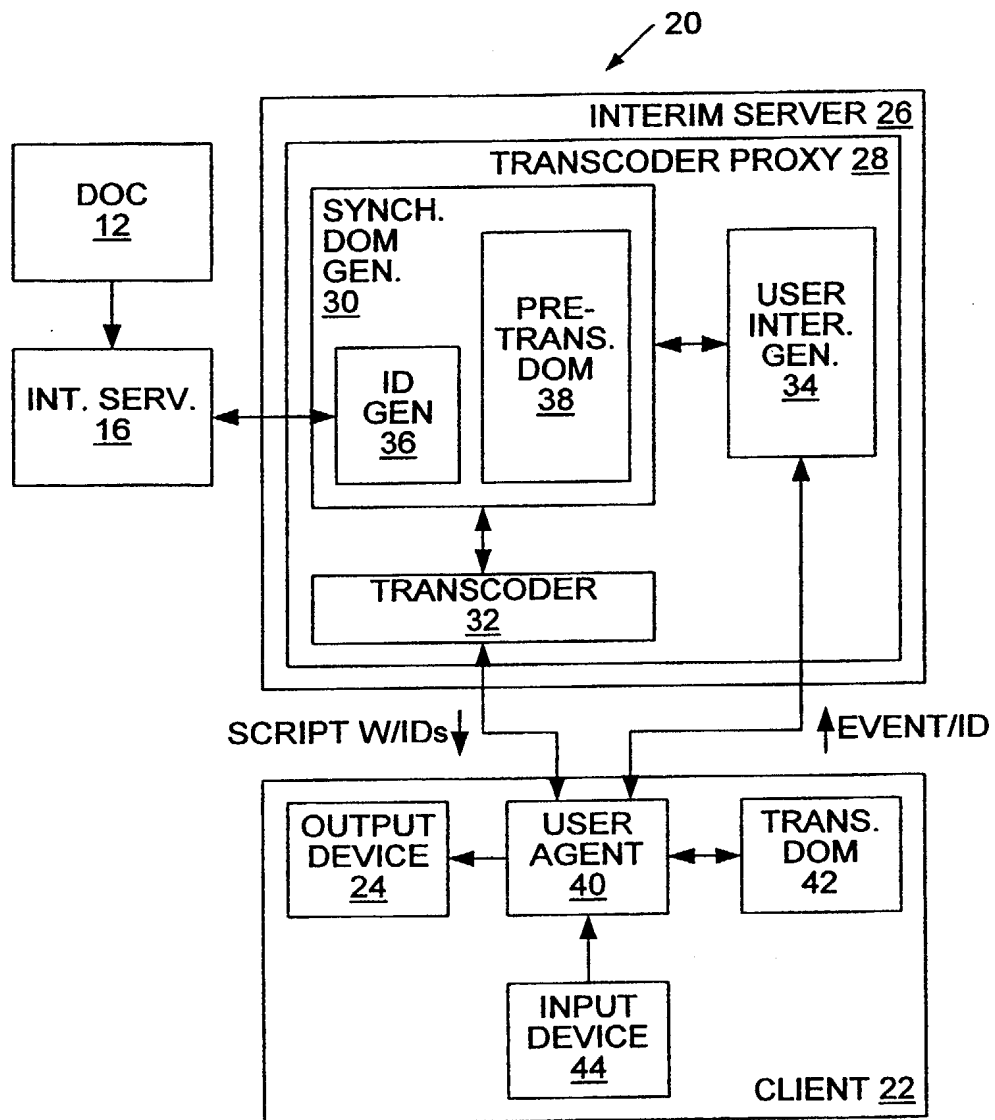 20
INTERIM SERVER 26
TRANSCODER PROXY 28
DOC
12
SYNCH.
DOM
GEN.
30
PRE-
TRANS.
DOM
38
USER
INTER.
GEN.
34
INT. SERV.
16
ID
GEN
36
TRANSCODER
32
SCRIPT W/IDs
EVENT/ID
OUTPUT
DEVICE
24
USER
AGENT
40
TRANS.
DOM
42
INPUT
DEVICE
44
CLIENT 22